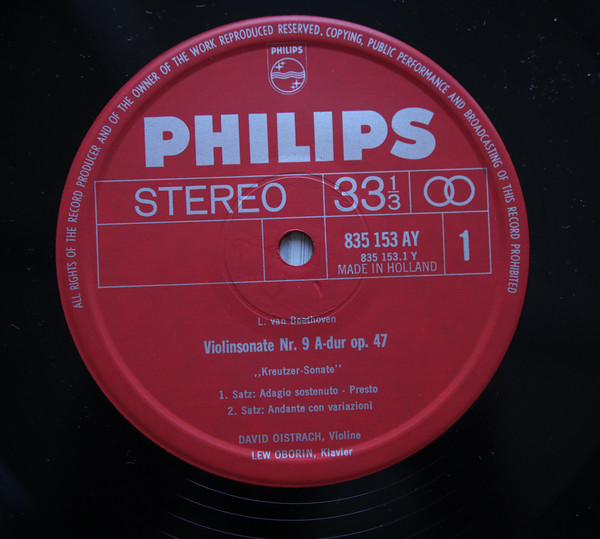 ALL RIGHTS OF THE RECORD PRODUCER AND OF THE OWNER OF THE WORK REPRODUCED RESERVED, COPYING, PUBLIC PERFORMANCE AND BROADCASTING OF THIS RECORD PROHIBITED
PHILIPS
PHILIPS
STEREO 33 1/3
835 153 AY
835 153.1 Y
MADE IN HOLLAND
1
L. van Beethoven
Violinsonate Nr. 9 A-dur op. 47
,,Kreutzer-Sonate''
1. Satz: Adagio sostenuto - Presto
2. Satz: Andante con variazioni
DAVID OISTRACH, Violine
LEW OBORIN, Klavier